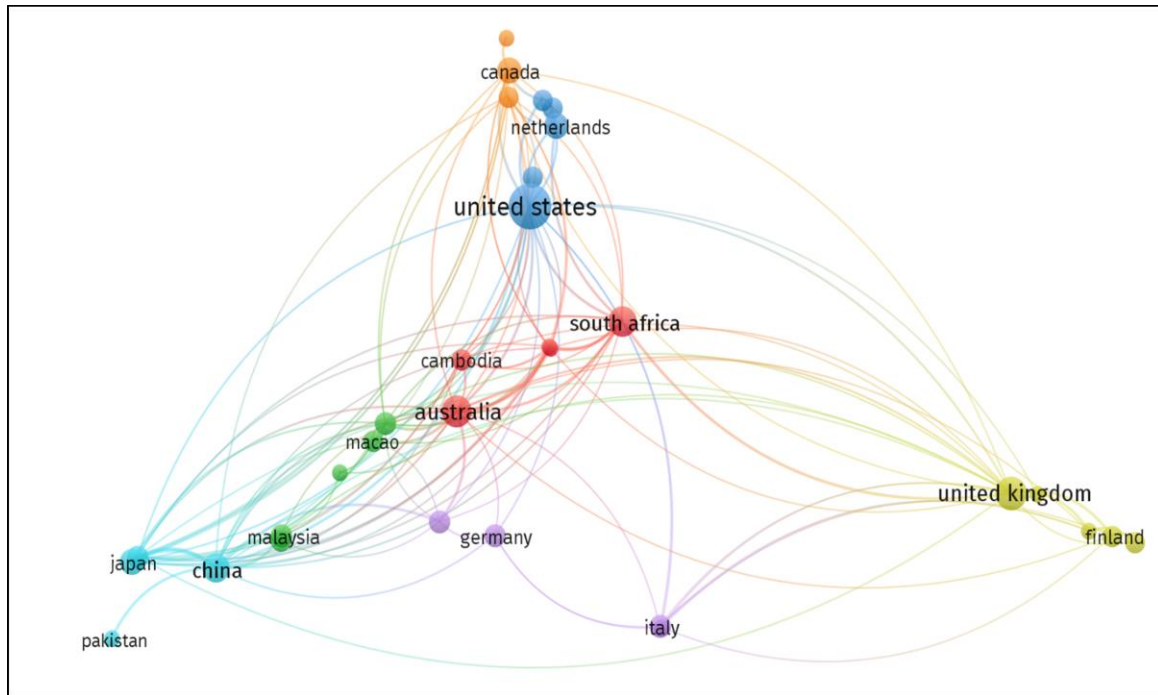 canada
netherlands
united states
south africa
cambodia
australia
macao
united kingdom
malaysia
germany
finland
japan
china
italy
pakistan